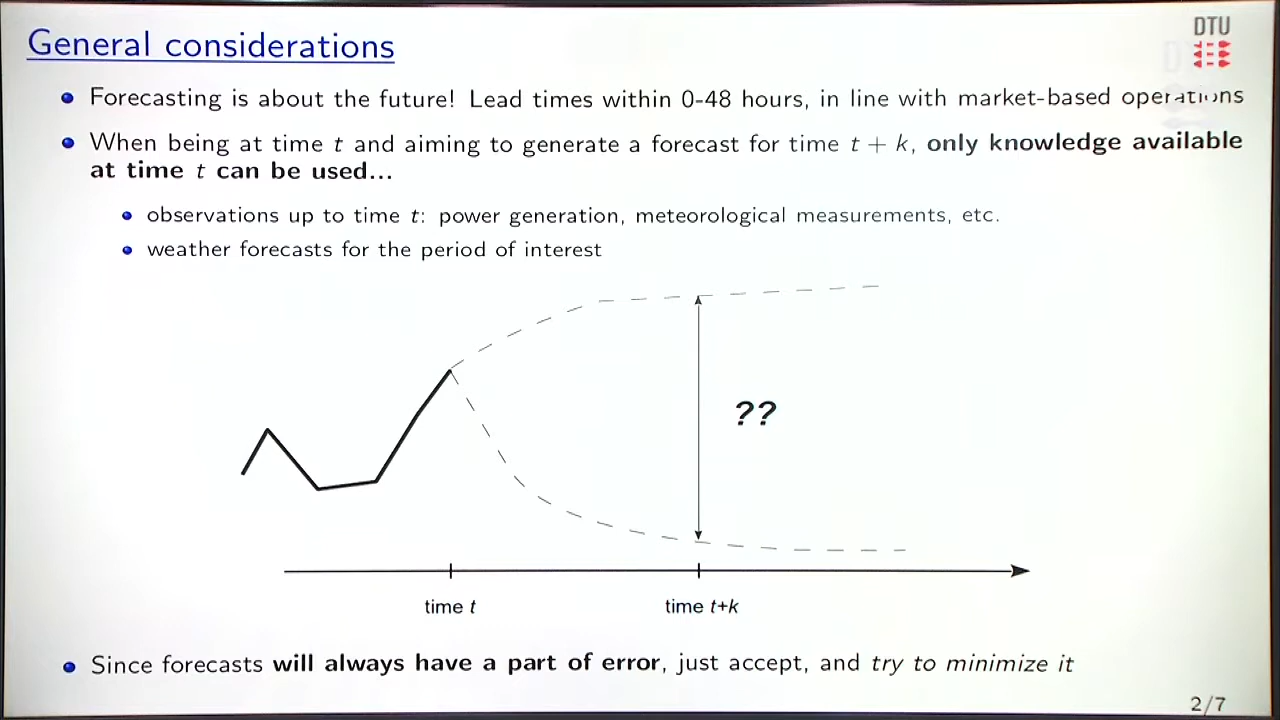 General considerations
DTU
Forecasting is about the future! Lead times within 0-48 hours, in line with market-based operations
When being at time t and aiming to generate a forecast for time t + k, only knowledge available
at time t can be used...
observations up to time t: power generation, meteorological measurements, etc.
weather forecasts for the period of interest
??
time t
time t+k
Since forecasts will always have a part of error, just accept, and try to minimize it
2/7